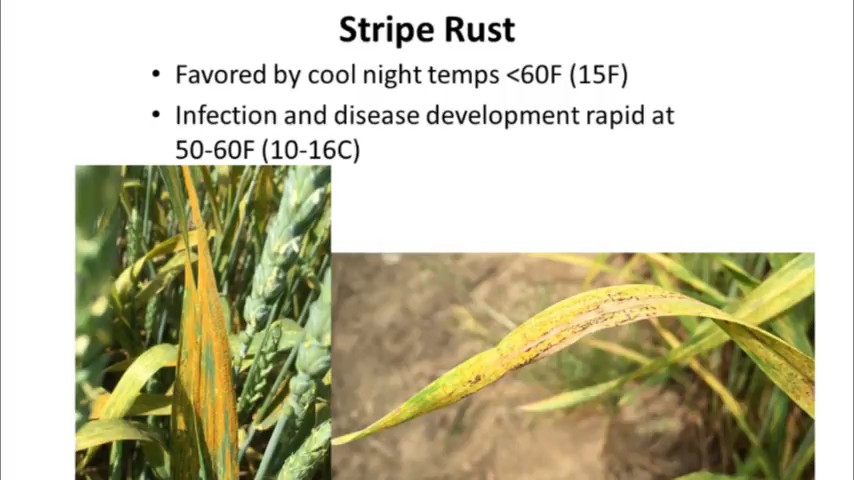 Stripe Rust
• Favored by cool night temps <60F (15F)
• Infection and disease development rapid at
50-60F (10-16C)